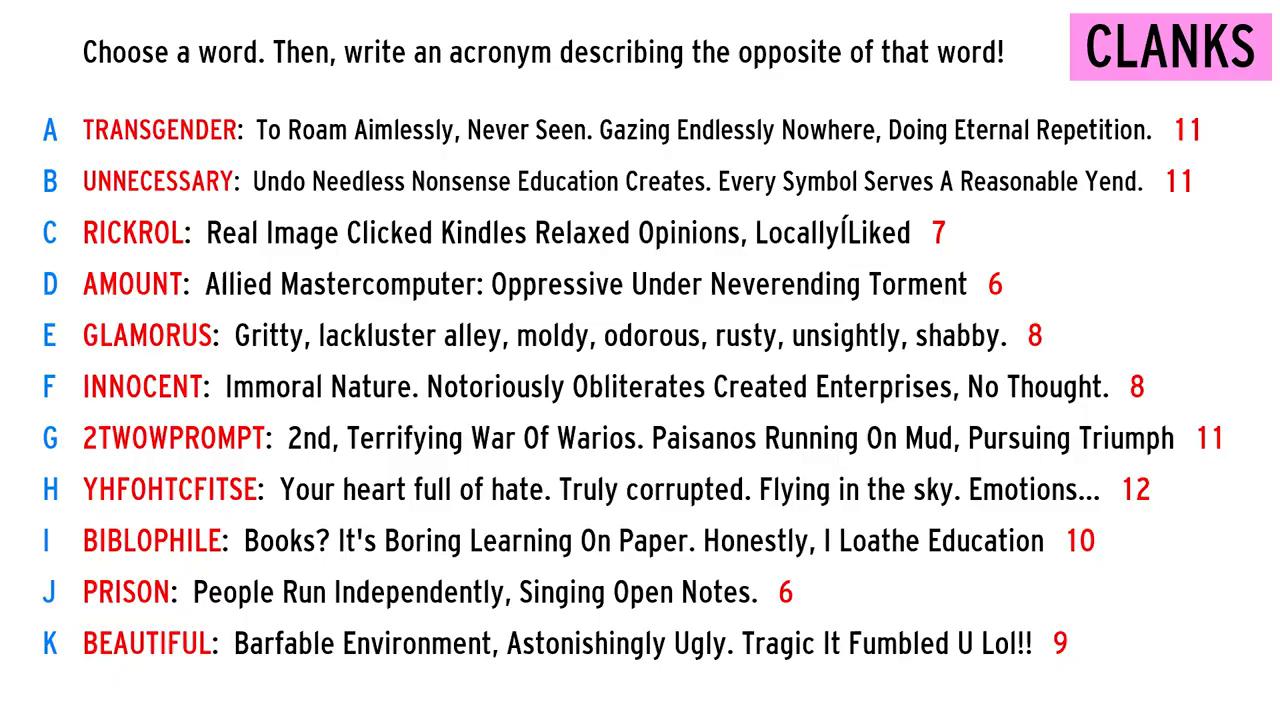 Choose a word. Then, write an acronym describing the opposite of that word!
CLANKS
A TRANSGENDER: To Roam Aimlessly, Never Seen. Gazing Endlessly Nowhere, Doing Eternal Repetition. 11
B UNNECESSARY: Undo Needless Nonsense Education Creates. Every Symbol Serves A Reasonable Yend. 11
C RICKROL: Real Image Clicked Kindles Relaxed Opinions, LocallyÍLiked 7
D AMOUNT: Allied Mastercomputer: Oppressive Under Neverending Torment 6
E GLAMORUS: Gritty, lackluster alley, moldy, odorous, rusty, unsightly, shabby. 8
F INNOCENT: Immoral Nature. Notoriously Obliterates Created Enterprises, No Thought. 8
G 2TWOWPROMPT: 2nd, Terrifying War Of Warios. Paisanos Running On Mud, Pursuing Triumph 11
H YHFOHTCFITSE: Your heart full of hate. Truly corrupted. Flying in the sky. Emotions... 12
I BIBLOPHILE: Books? It's Boring Learning On Paper. Honestly, I Loathe Education 10
J PRISON: People Run Independently, Singing Open Notes. 6
K BEAUTIFUL: Barfable Environment, Astonishingly Ugly. Tragic It Fumbled U Lol!! 9